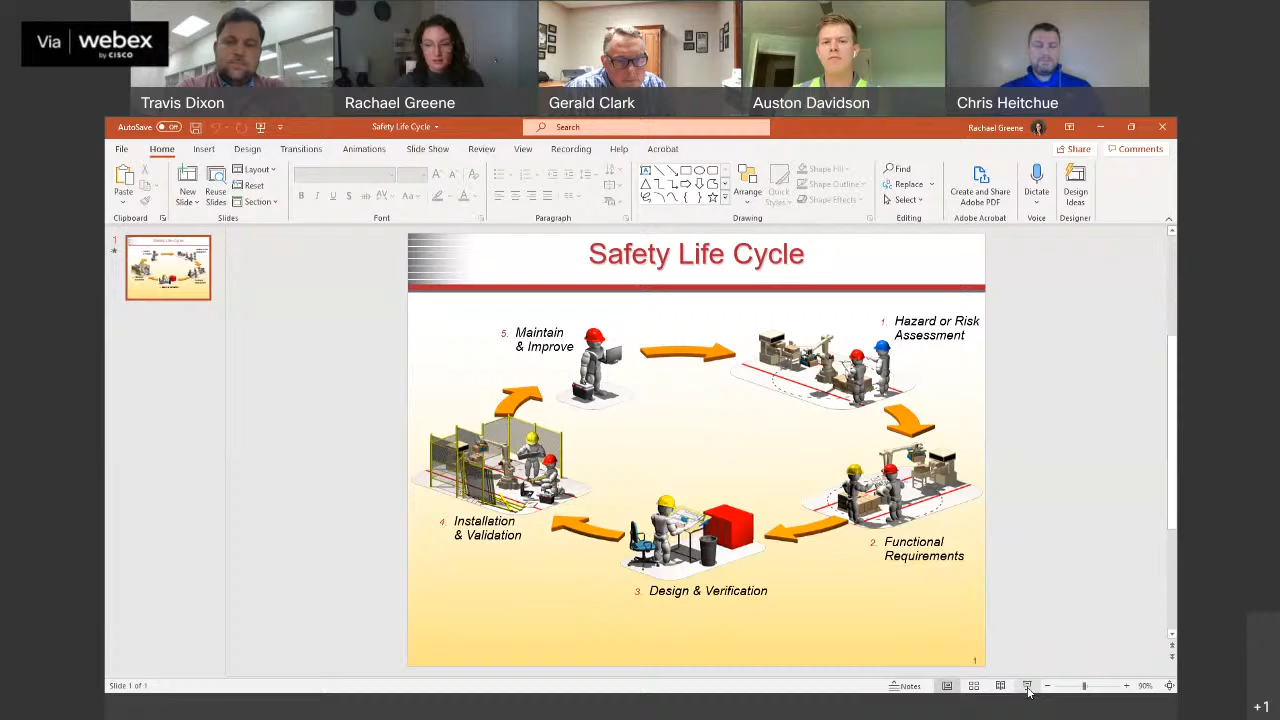 Via webex
by CISCO
Travis Dixon
Rachael Greene
Gerald Clark
Auston Davidson
Chris Heitchue
AutoSave Off
Safety Life Cycle
Search
Rachael Greene
File Home Insert Design Transitions Animations Slide Show Review View Recording Help Acrobat
Share Comments
Paste
New
Slide
Reuse
Slides
Layout
Reset
Section
B I U S ab AV Aa A
Arrange
Quick
Styles
Shape Fill
Shape Outline
Shape Effects
Find
Replace
Select
Create and Share
Adobe PDF
Dictate
Design
Ideas
Clipboard Slides Font Paragraph Drawing Editing Adobe Acrobat Voice Designer
1
Safety Life Cycle
5. Maintain
& Improve
1. Hazard or Risk
Assessment
4. Installation
& Validation
2. Functional
Requirements
3. Design & Verification
1
Slide 1 of 1
Notes
90%
+1